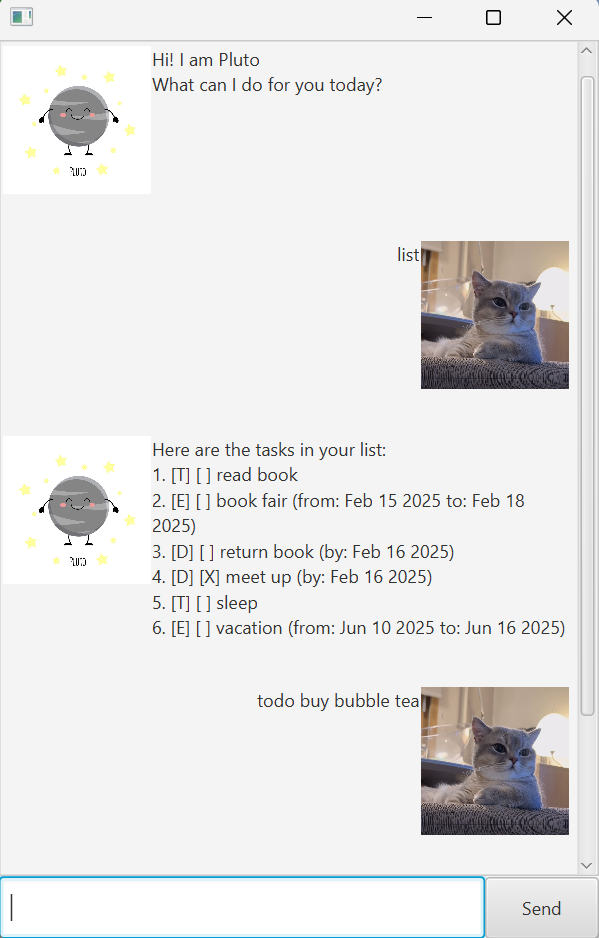 Hi! I am Pluto
What can I do for you today?
PLUTO
list
Here are the tasks in your list:
1. [T] [ ] read book
2. [E] [ ] book fair (from: Feb 15 2025 to: Feb 18
2025)
3. [D] [ ] return book (by: Feb 16 2025)
4. [D] [X] meet up (by: Feb 16 2025)
5. [T] [ ] sleep
6. [E] [ ] vacation (from: Jun 10 2025 to: Jun 16 2025)
PLUTO
todo buy bubble tea
Send